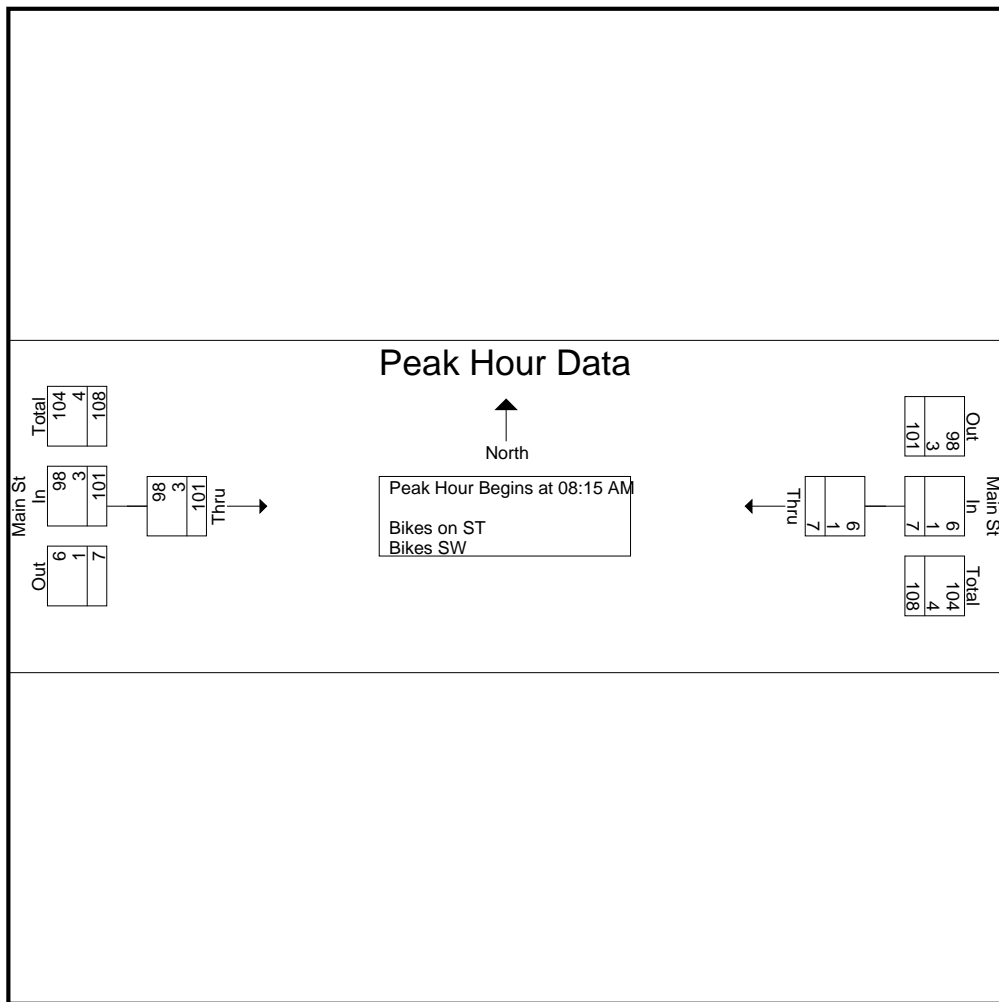 Peak Hour Data
North
Peak Hour Begins at 08:15 AM
Bikes on ST
Bikes SW
Main St
Out
6
1
7
In
98
3
101
Total
104
4
108
Thru
98
3
101
Thru
6
1
7
Out
98
3
101
In
6
1
7
Total
104
4
108
Main St